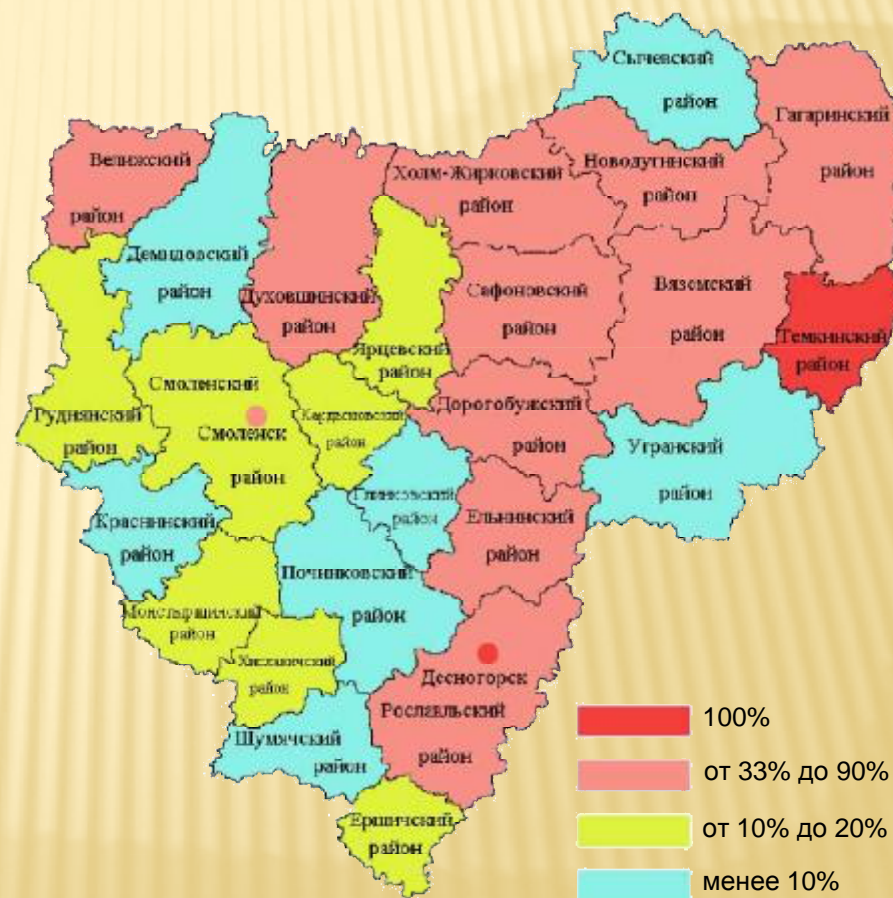 Сычевский
район
Гагаринский
район
Велижский
район
Холм-Жирковский
район
Новодугинский
район
Демидовский
район
Духовщинский
район
Сафоновский
район
Вяземский
район
Темкинский
район
Ярцевский
район
Смоленский
Смоленск
район
Руднянский
район
Кардымовский
район
Дорогобужский
район
Угранский
район
Краснинский
район
Глинковский
район
Ельнинский
район
Починковский
район
Монстырщинский
район
Хиславичский
район
Десногорск
Рославльский
район
Шумячский
район
Ершичский
район
100%
от 33% до 90%
от 10% до 20%
менее 10%